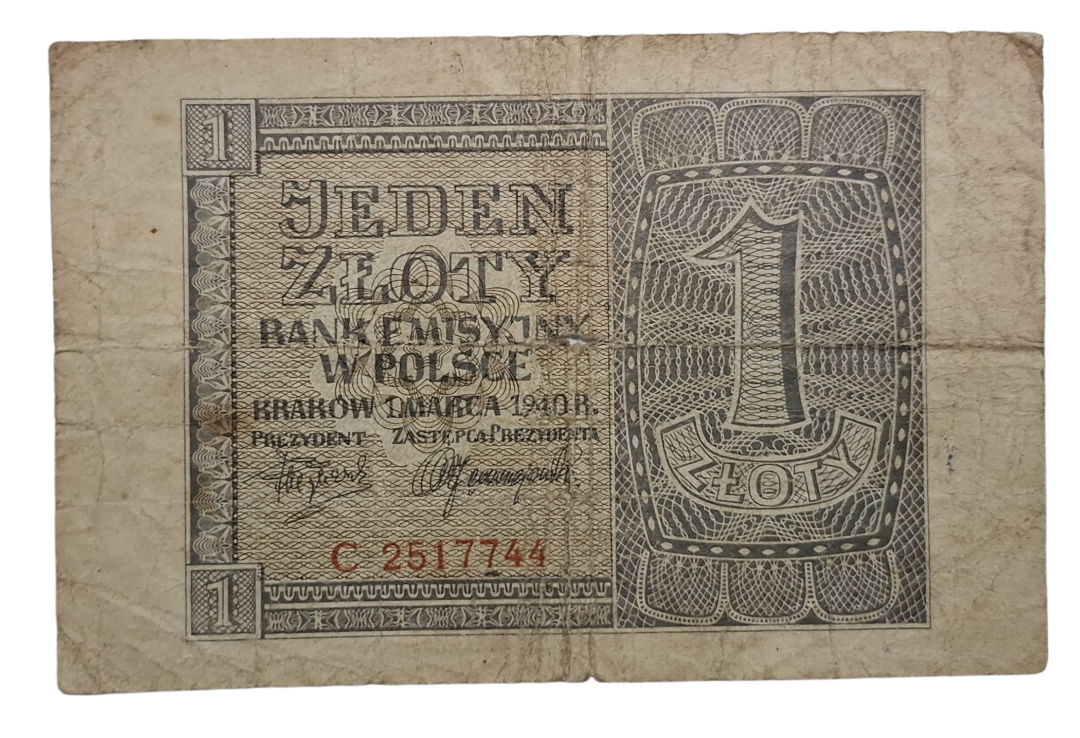 1
JEDEN
ZŁOTY
BANK EMISYJNY
W POLSCE
KRAKÓW 1 MARCA 1940 R.
PREZYDENT ZASTĘPCA PREZYDENTA
C 2517744
1
1
ZŁOTY